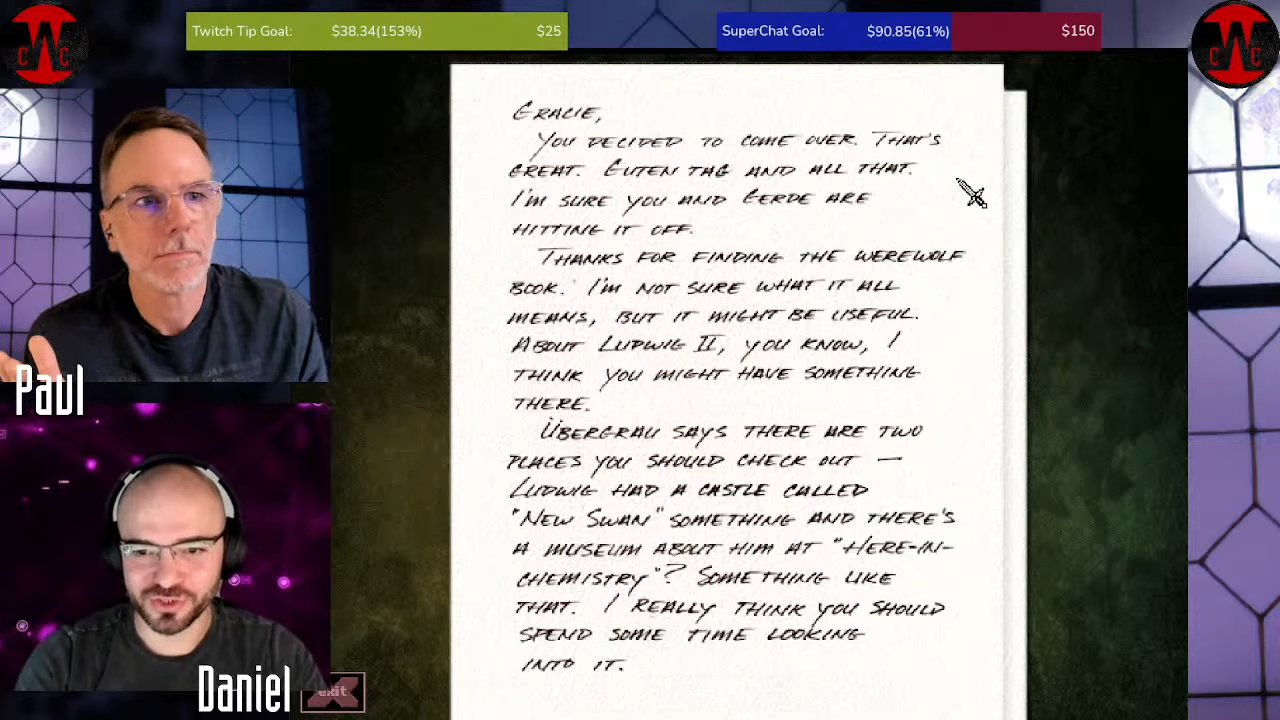 Twitch Tip Goal: $38.34(153%) $25
SuperChat Goal: $90.85(61%) $150
W
C C
W
C C
GRACIE,
YOU DECIDED TO COME OVER. THAT'S
GREAT. GUTEN TAG AND ALL THAT.
I'M SURE YOU AND GERDE ARE
HITTING IT OFF.
THANKS FOR FINDING THE WEREWOLF
BOOK. I'M NOT SURE WHAT IT ALL
MEANS, BUT IT MIGHT BE USEFUL.
ABOUT LUDWIG II, YOU KNOW, I
THINK YOU MIGHT HAVE SOMETHING
THERE.
ÜBERGRAU SAYS THERE ARE TWO
PLACES YOU SHOULD CHECK OUT —
LUDWIG HAD A CASTLE CALLED
"NEW SWAN" SOMETHING AND THERE'S
A MUSEUM ABOUT HIM AT "HERE-IN-
CHEMISTRY"? SOMETHING LIKE
THAT. I REALLY THINK YOU SHOULD
SPEND SOME TIME LOOKING
INTO IT.
Paul
Daniel
exit